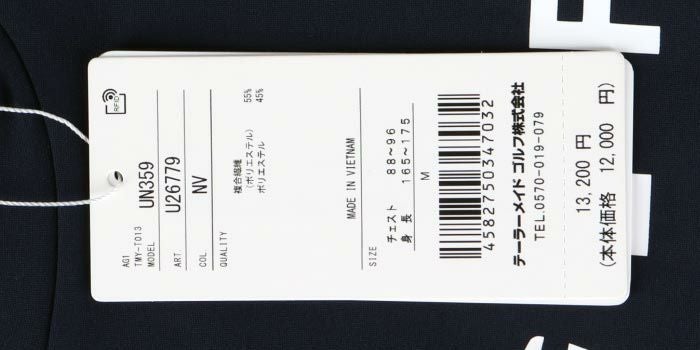 RFID
AG1
TMY-T013
MODEL UN359
ART. U26779
COL NV
QUALITY
複合繊維
(ポリエステル 55%
ポリエステル 45%
MADE IN VIETNAM
SIZE
チェスト 88~96
身長 165~175
M
4582750347032
テーラーメイド ゴルフ株式会社
TEL.0570-019-079
13,200 円
(本体価格 12,000 円)